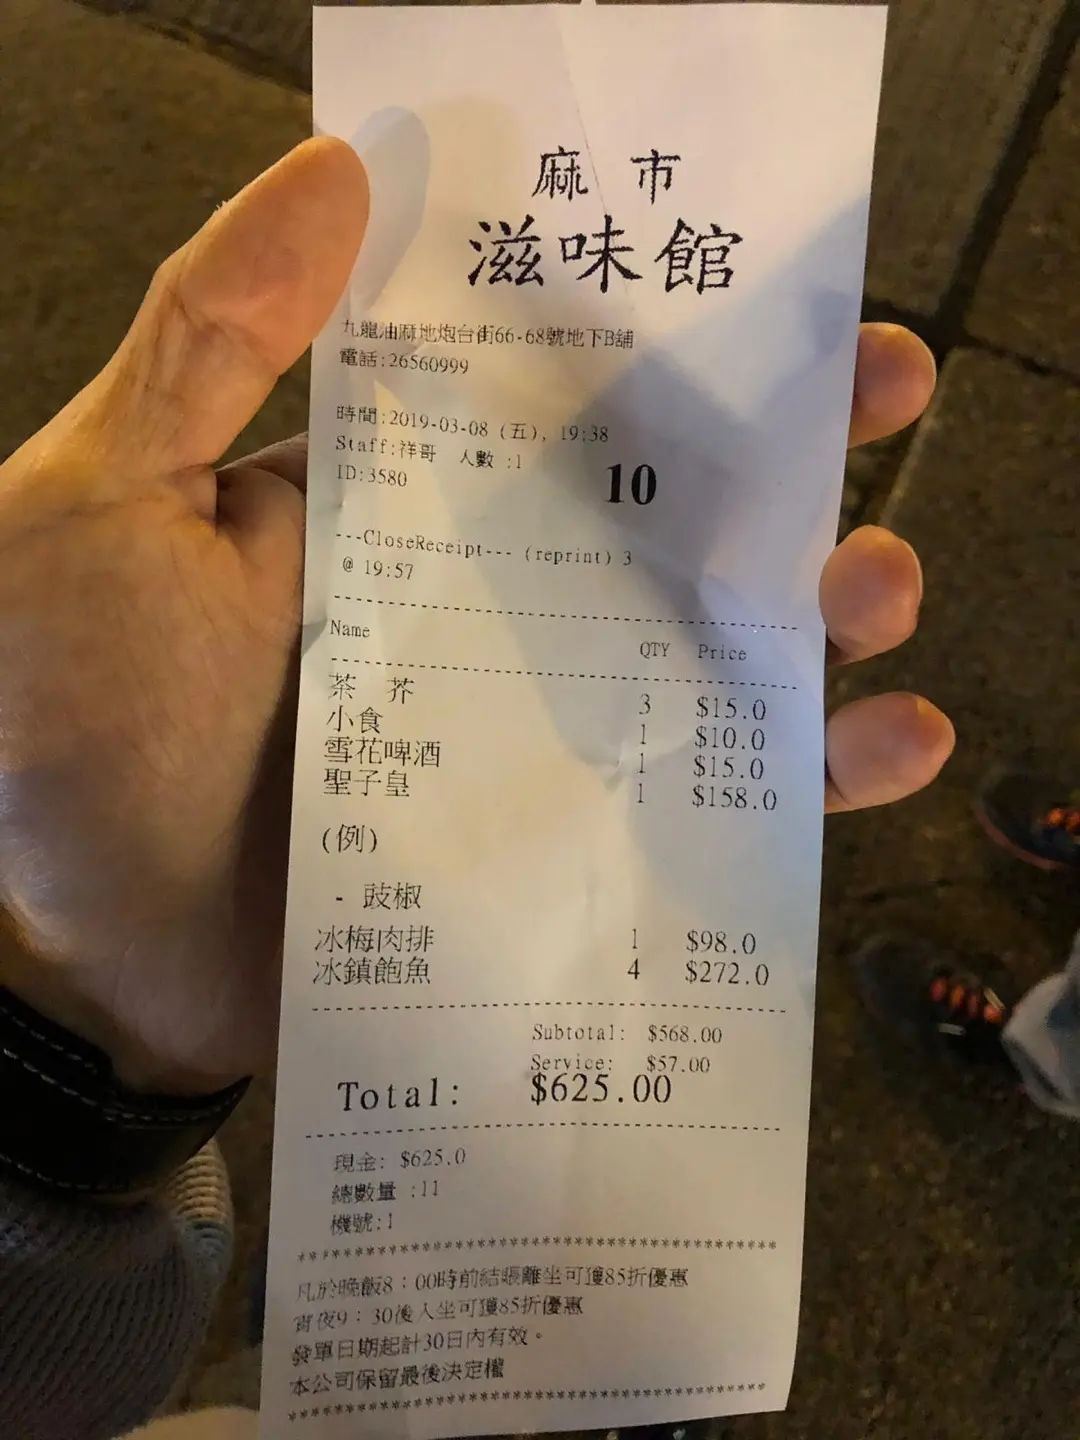 麻 市
滋味館
九龍油麻地炮台街66-68號地下B舖
電話:26560999
時間:2019-03-08 (五), 19:38
Staff:祥哥 人數 :1
10
ID:3580
---CloseReceipt--- (reprint) 3
@ 19:57
Name QTY Price
茶 芥 3 $15.0
小食 1 $10.0
雪花啤酒 1 $15.0
聖子皇 1 $158.0
(例)
- 豉椒
冰梅肉排 1 $98.0
冰鎮飽魚 4 $272.0
Subtotal: $568.00
Service: $57.00
Total: $625.00
現金: $625.0
總數量 :11
機號:1
凡於晚飯8：00時前結賬離坐可獲85折優惠
宵夜9：30後入坐可獲85折優惠
發單日期起計30日內有效。
本公司保留最後決定權